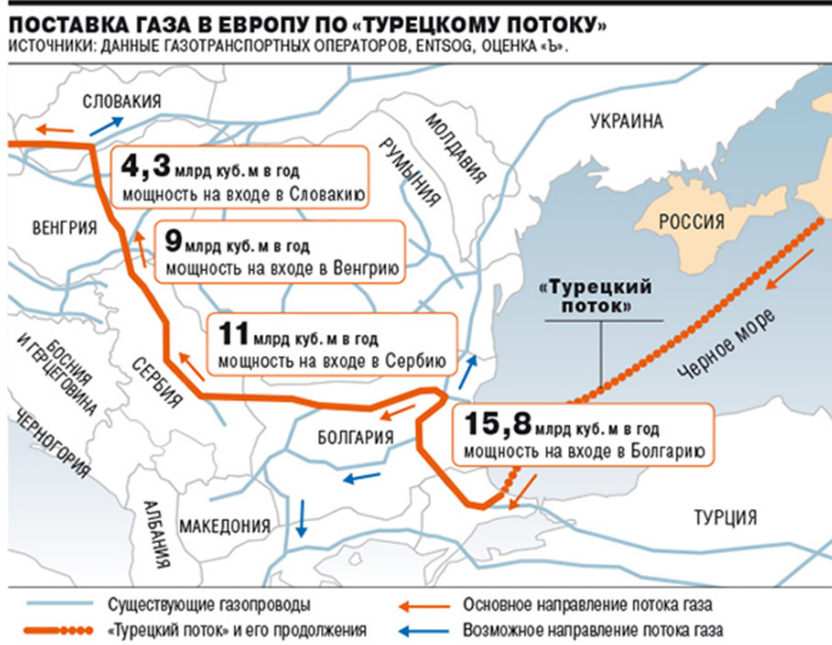 ПОСТАВКА ГАЗА В ЕВРОПУ ПО «ТУРЕЦКОМУ ПОТОКУ»
ИСТОЧНИКИ: ДАННЫЕ ГАЗОТРАНСПОРТНЫХ ОПЕРАТОРОВ, ENTSOG, ОЦЕНКА «Ъ».
СЛОВАКИЯ
УКРАИНА
МОЛДАВИЯ
РУМЫНИЯ
4,3 млрд куб. м в год
мощность на входе в Словакию
ВЕНГРИЯ
РОССИЯ
9 млрд куб. м в год
мощность на входе в Венгрию
«Турецкий
поток»
Черное море
11 млрд куб. м в год
мощность на входе в Сербию
БОСНИЯ
И ГЕРЦЕГОВИНА
СЕРБИЯ
ЧЕРНОГОРИЯ
БОЛГАРИЯ
15,8 млрд куб. м в год
мощность на входе в Болгарию
АЛБАНИЯ
МАКЕДОНИЯ
ТУРЦИЯ
Существующие газопроводы
Основное направление потока газа
«Турецкий поток» и его продолжения
Возможное направление потока газа